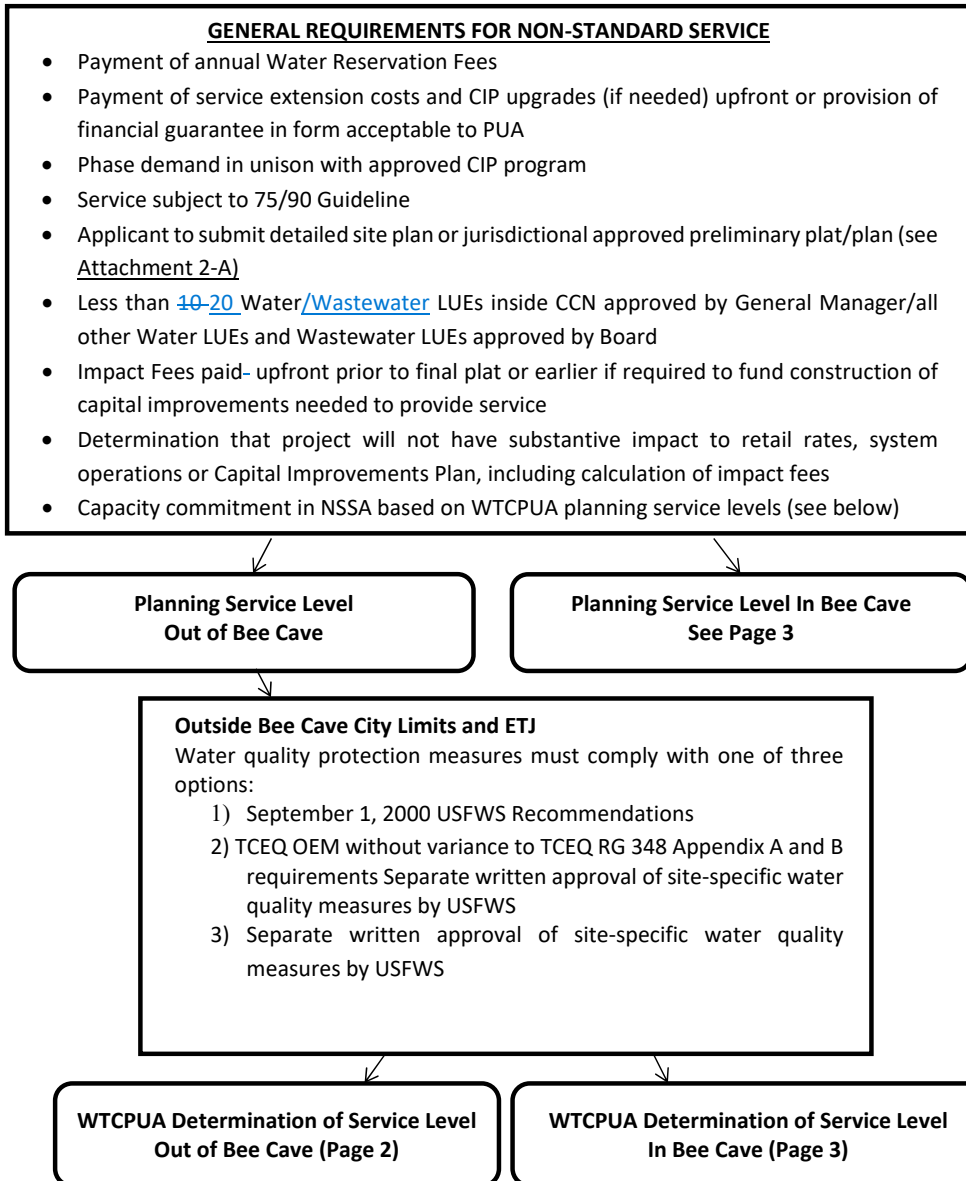 GENERAL REQUIREMENTS FOR NON-STANDARD SERVICE
• Payment of annual Water Reservation Fees
• Payment of service extension costs and CIP upgrades (if needed) upfront or provision of
financial guarantee in form acceptable to PUA
• Phase demand in unison with approved CIP program
• Service subject to 75/90 Guideline
• Applicant to submit detailed site plan or jurisdictional approved preliminary plat/plan (see
Attachment 2-A)
• Less than 10 20 Water/Wastewater LUEs inside CCN approved by General Manager/all
other Water LUEs and Wastewater LUEs approved by Board
• Impact Fees paid- upfront prior to final plat or earlier if required to fund construction of
capital improvements needed to provide service
• Determination that project will not have substantive impact to retail rates, system
operations or Capital Improvements Plan, including calculation of impact fees
• Capacity commitment in NSSA based on WTCPUA planning service levels (see below)
Planning Service Level
Out of Bee Cave
Planning Service Level In Bee Cave
See Page 3
Outside Bee Cave City Limits and ETJ
Water quality protection measures must comply with one of three
options:
1) September 1, 2000 USFWS Recommendations
2) TCEQ OEM without variance to TCEQ RG 348 Appendix A and B
requirements Separate written approval of site-specific water
quality measures by USFWS
3) Separate written approval of site-specific water quality
measures by USFWS
WTCPUA Determination of Service Level
Out of Bee Cave (Page 2)
WTCPUA Determination of Service Level
In Bee Cave (Page 3)